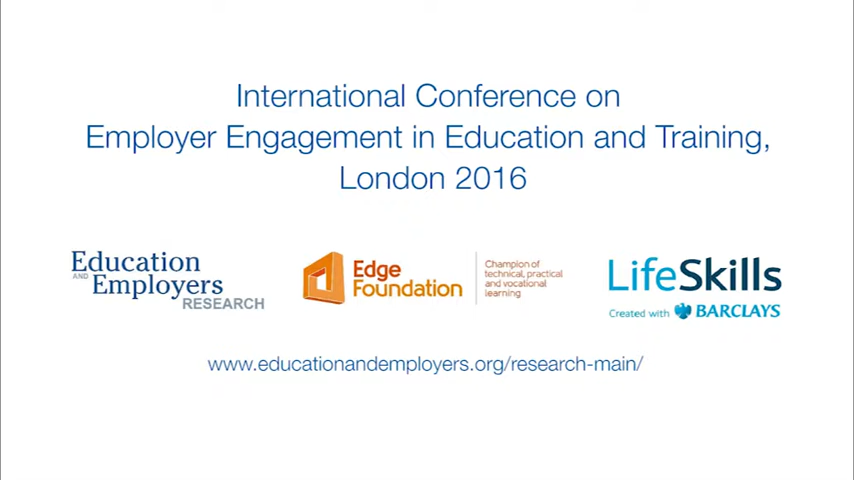 International Conference on
Employer Engagement in Education and Training,
London 2016
Education
AND Employers
RESEARCH
Edge
Foundation
Champion of
technical, practical
and vocational
learning
LifeSkills
Created with BARCLAYS
www.educationandemployers.org/research-main/